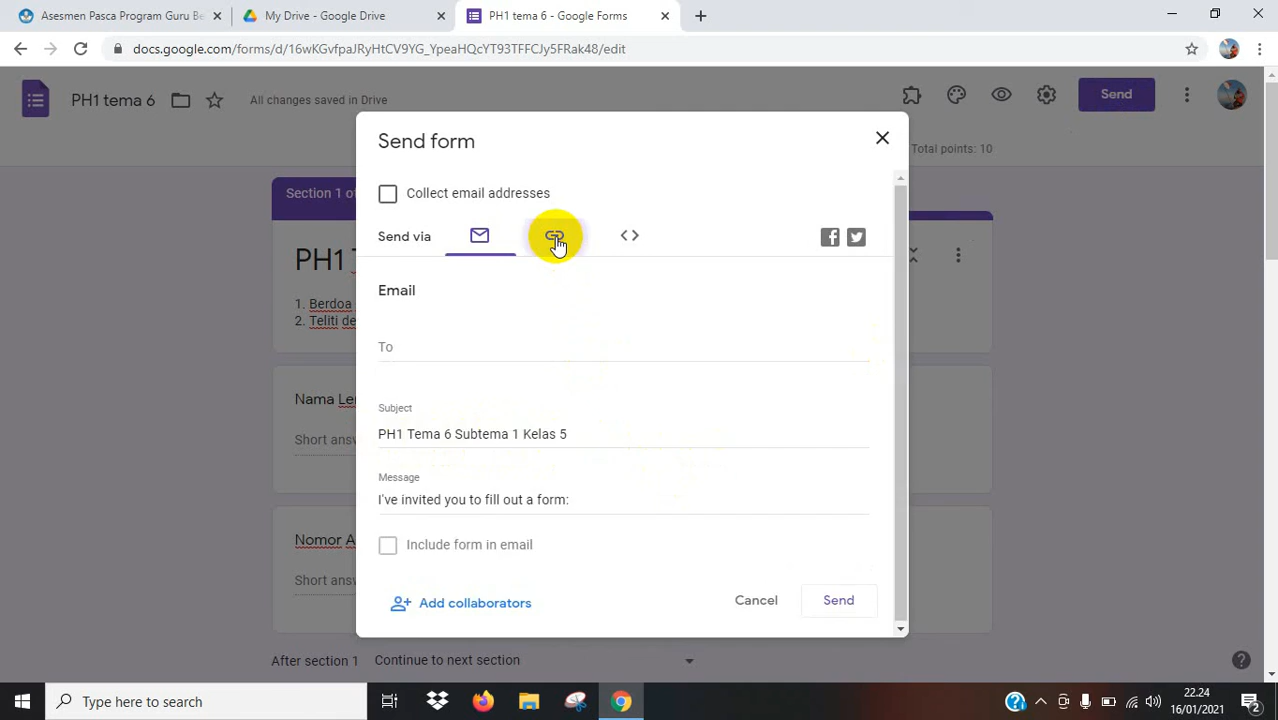 Asesmen Pasca Program Guru Be
My Drive - Google Drive
PH1 tema 6 - Google Forms
docs.google.com/forms/d/16wKGvfpaJRyHtCV9YG_YpeaHQcYT93TFFCJy5FRak48/edit
PH1 tema 6
All changes saved in Drive
Send
Total points: 10
Send form
Section 1 of
Collect email addresses
Send via
PH1
1. Berdoa
2. Teliti de
Email
To
Nama Le
Subject
Short answ
PH1 Tema 6 Subtema 1 Kelas 5
Message
I've invited you to fill out a form:
Nomor A
Include form in email
Short answ
Add collaborators
Cancel
Send
After section 1
Continue to next section
Type here to search
22.24
16/01/2021
2